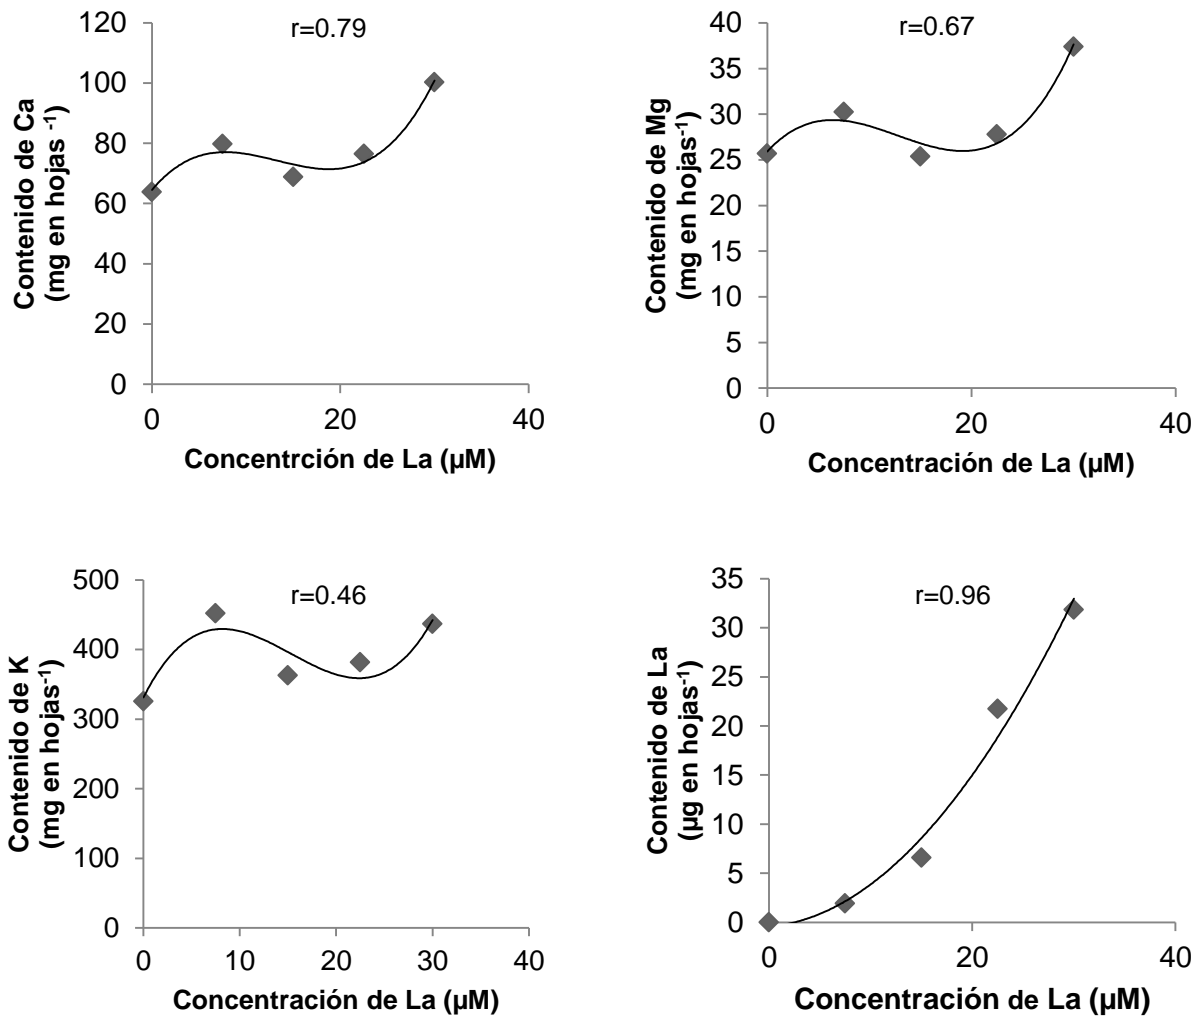 r=0.79
Contenido de Ca
(mg en hojas -1)
120
100
80
60
40
20
0
0 20 40
Concentrción de La (µM)
r=0.67
Contenido de Mg
(mg en hojas-1)
40
35
30
25
20
15
10
5
0
0 20 40
Concentración de La (µM)
r=0.46
Contenido de K
(mg en hojas-1)
500
400
300
200
100
0
0 10 20 30 40
Concentración de La (µM)
r=0.96
Contenido de La
(µg en hojas-1)
35
30
25
20
15
10
5
0
0 20 40
Concentración de La (µM)